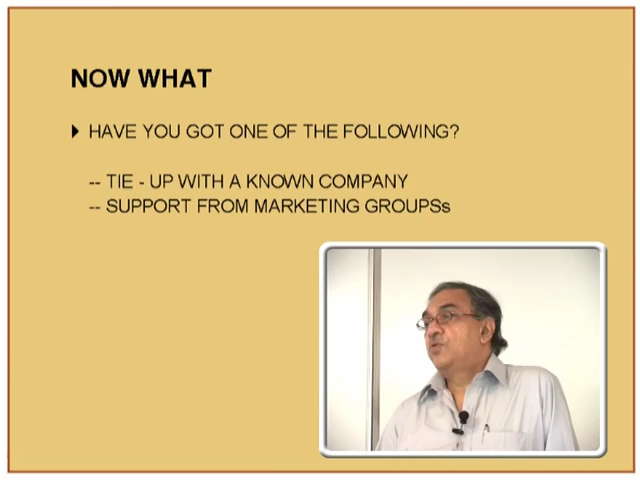 NOW WHAT
HAVE YOU GOT ONE OF THE FOLLOWING?
-- TIE - UP WITH A KNOWN COMPANY
-- SUPPORT FROM MARKETING GROUPSs